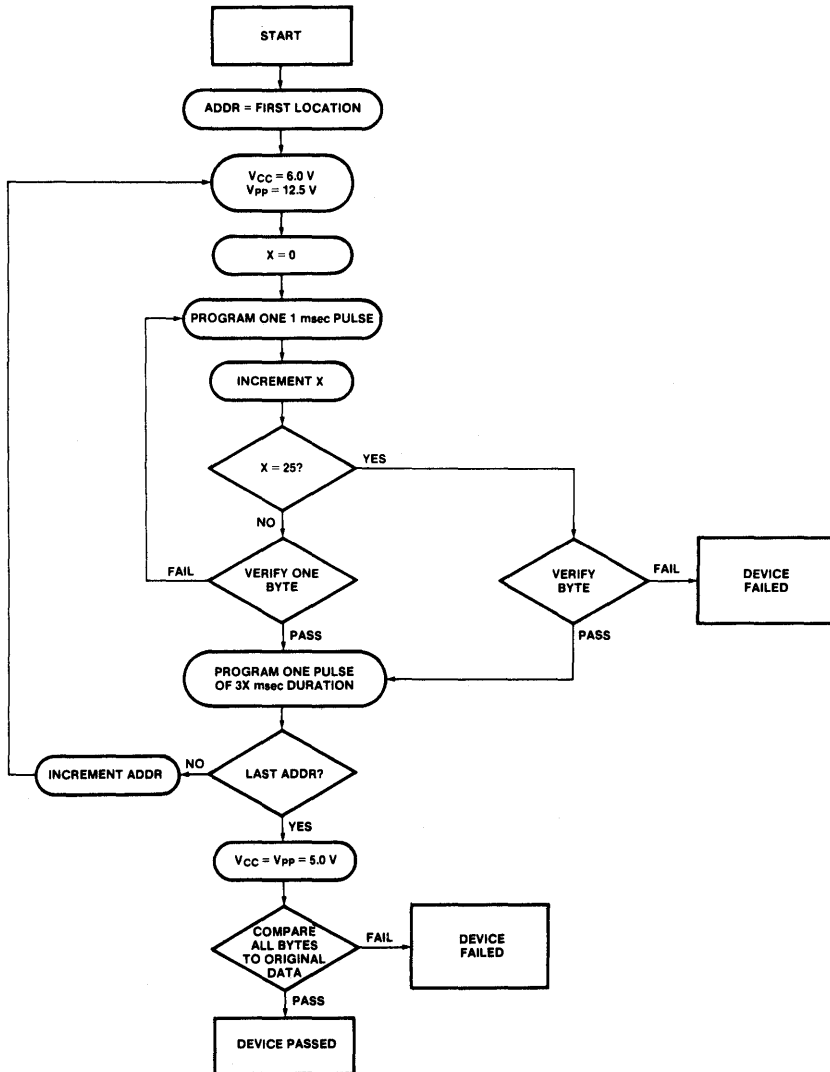 START
ADDR = FIRST LOCATION
VCC = 6.0 V
VPP = 12.5 V
X = 0
PROGRAM ONE 1 msec PULSE
INCREMENT X
X = 25?
YES
NO
FAIL
VERIFY ONE
BYTE
VERIFY
BYTE
FAIL
DEVICE
FAILED
PASS
PASS
PROGRAM ONE PULSE
OF 3X msec DURATION
INCREMENT ADDR
NO
LAST ADDR?
YES
VCC = VPP = 5.0 V
COMPARE
ALL BYTES
TO ORIGINAL
DATA
FAIL
DEVICE
FAILED
PASS
DEVICE PASSED